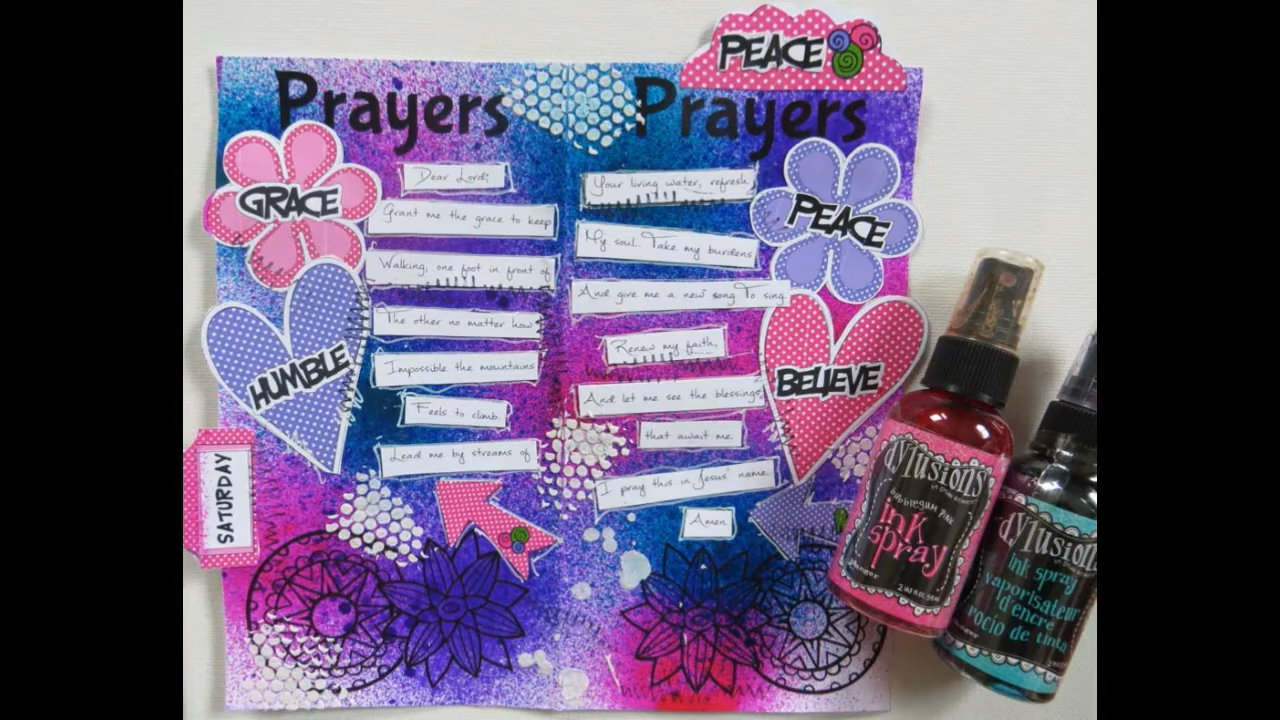 PEACE
Prayers
Prayers
GRACE
Dear Lord;
Grant me the grace to keep
Walking, one foot in front of
The other no matter how
Impossible the mountains
Feels to climb.
Lead me by streams of
HUMBLE
SATURDAY
Your living water, refresh
My soul. Take my burdens
And give me a new song To sing.
Renew my faith,
And let me see the blessings
that await me.
I pray this in Jesus' name.
Amen.
PEACE
BELIEVE
dylusions
bubblegum pink
ink
spray
Ranger
dylusions
ink spray
vaporisateur
d'encre
rocío de tinta